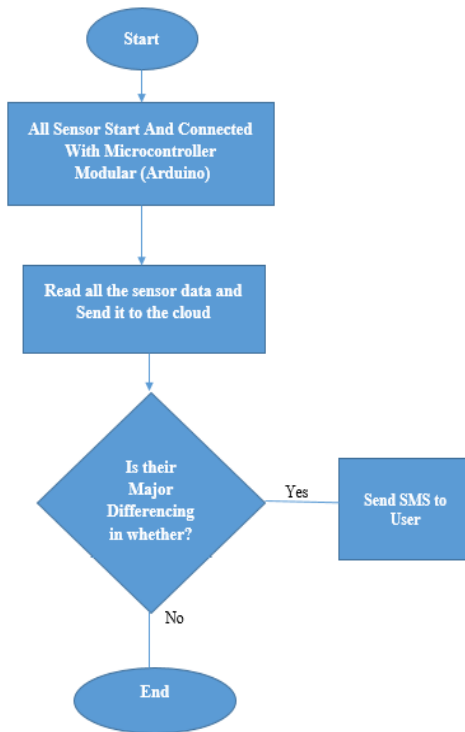 Start
All Sensor Start And Connected
With Microcontroller
Modular (Arduino)
Read all the sensor data and
Send it to the cloud
Is their
Major
Differencing
in whether?
Yes
Send SMS to
User
No
End